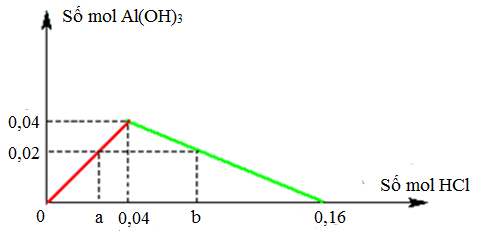 Số mol Al(OH)3
0,04
0,02
Số mol HCl
0 a 0,04 b 0,16